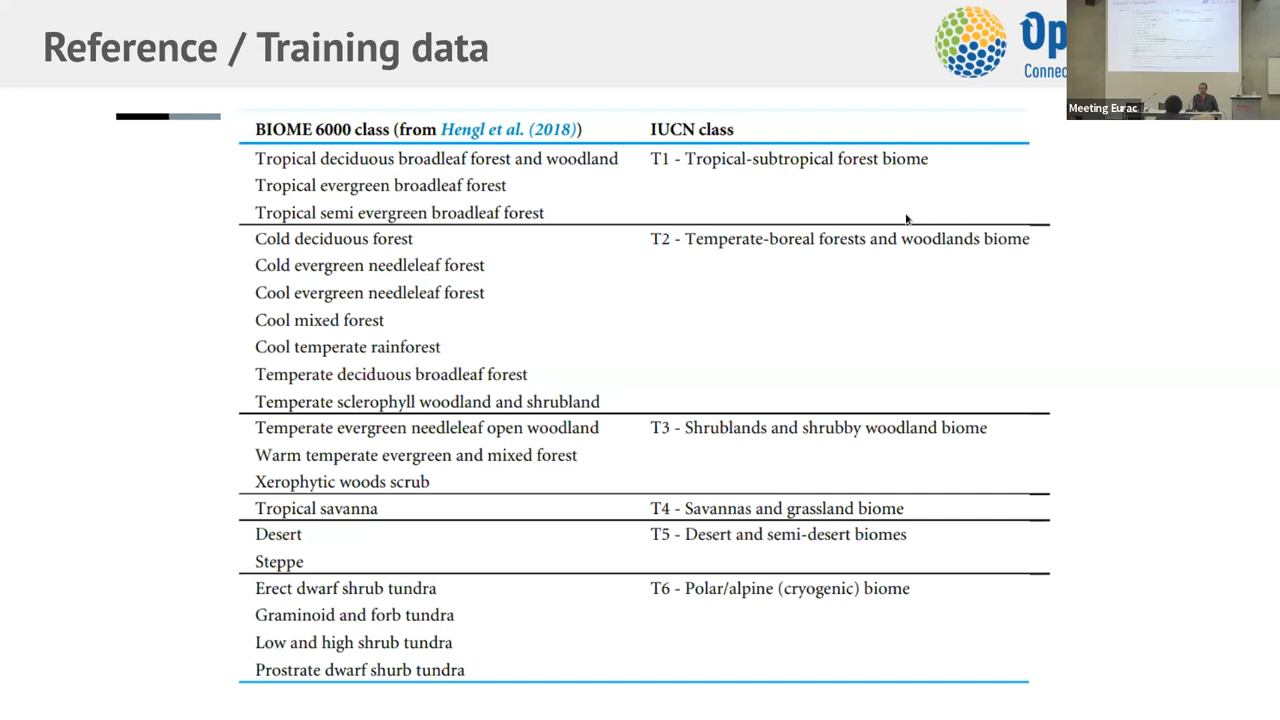 Reference / Training data
Op
Connec
Meeting Eurac
BIOME 6000 class (from Hengl et al. (2018)) IUCN class
Tropical deciduous broadleaf forest and woodland T1 - Tropical-subtropical forest biome
Tropical evergreen broadleaf forest
Tropical semi evergreen broadleaf forest
Cold deciduous forest T2 - Temperate-boreal forests and woodlands biome
Cold evergreen needleleaf forest
Cool evergreen needleleaf forest
Cool mixed forest
Cool temperate rainforest
Temperate deciduous broadleaf forest
Temperate sclerophyll woodland and shrubland
Temperate evergreen needleleaf open woodland T3 - Shrublands and shrubby woodland biome
Warm temperate evergreen and mixed forest
Xerophytic woods scrub
Tropical savanna T4 - Savannas and grassland biome
Desert T5 - Desert and semi-desert biomes
Steppe
Erect dwarf shrub tundra T6 - Polar/alpine (cryogenic) biome
Graminoid and forb tundra
Low and high shrub tundra
Prostrate dwarf shurb tundra